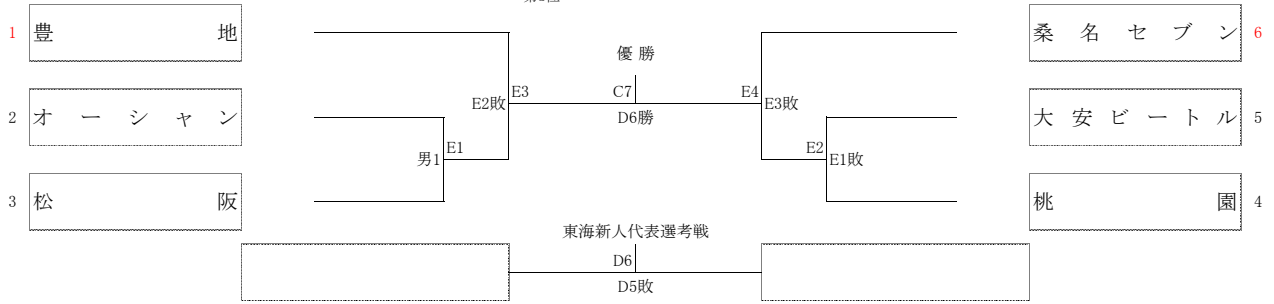 1 豊地 桑名セブン 6
優勝
E3 C7 E4
E2敗 E3敗
D6勝
2 オーシャン 大安ビートル 5
E1 E2
男1 E1敗
3 松阪 桃園 4
東海新人代表選考戦
D6
D5敗